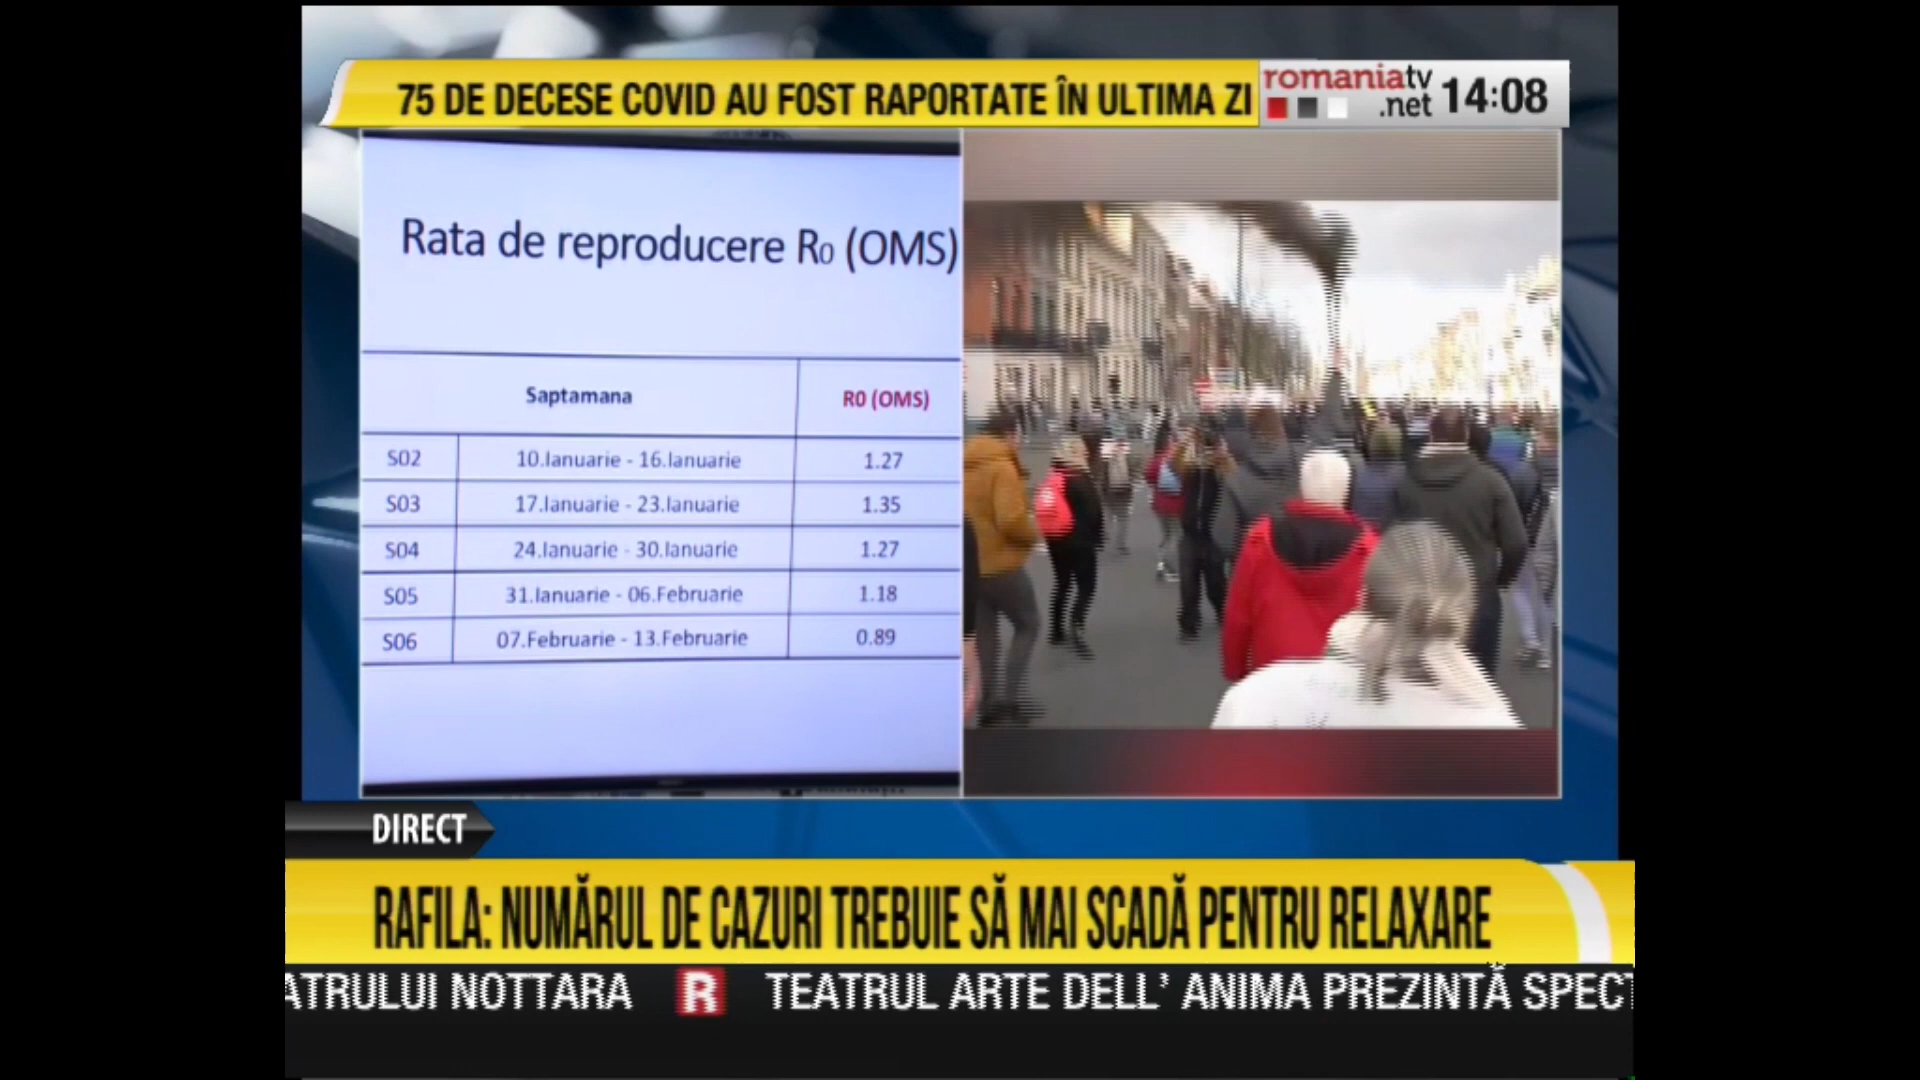 75 DE DECESE COVID AU FOST RAPORTATE ÎN ULTIMA ZI
romaniatv
.net
14:08
Rata de reproducere R0 (OMS)
Saptamana R0 (OMS)
S02 10.Ianuarie - 16.Ianuarie 1.27
S03 17.Ianuarie - 23.Ianuarie 1.35
S04 24.Ianuarie - 30.Ianuarie 1.27
S05 31.Ianuarie - 06.Februarie 1.18
S06 07.Februarie - 13.Februarie 0.89
DIRECT
RAFILA: NUMĂRUL DE CAZURI TREBUIE SĂ MAI SCADĂ PENTRU RELAXARE
ATRULUI NOTTARA R TEATRUL ARTE DELL' ANIMA PREZINTĂ SPECT